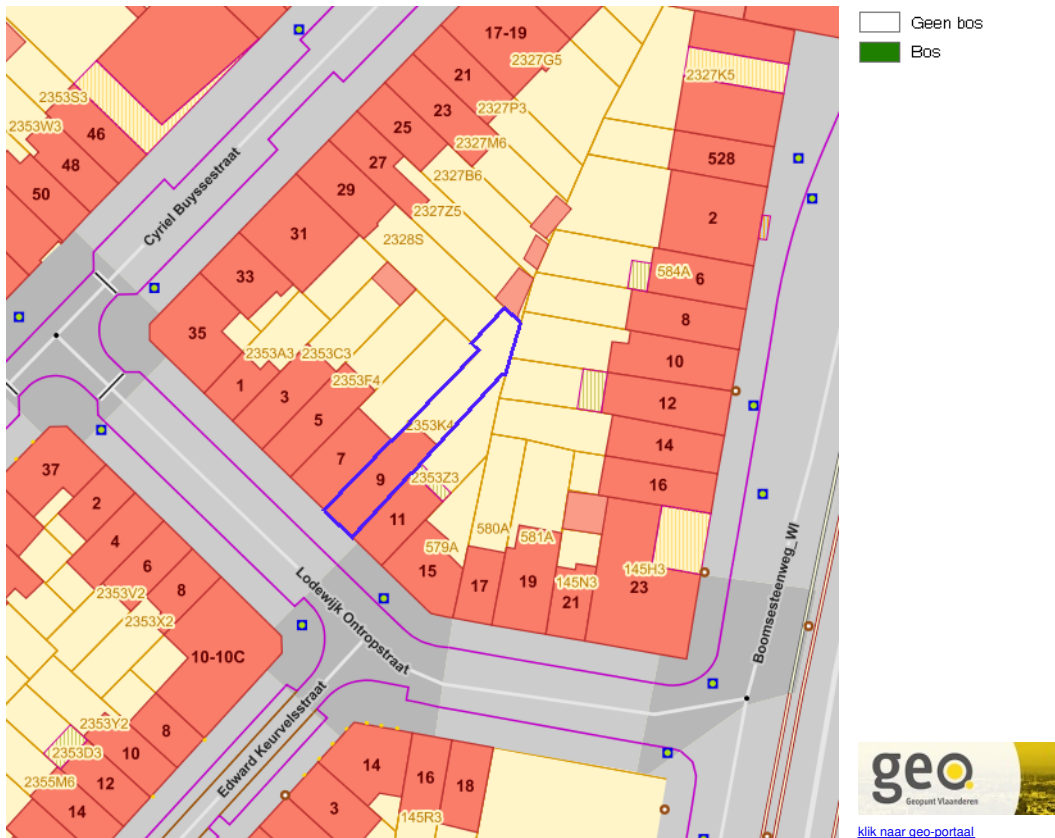 Geen bos
Bos
17-19
2327G5
21
2327K5
2353S3
23
2327P3
2353W3
46
25
2327M6
48
27
528
50
29
2327B6
2327Z5
2
Cyriel Buyssestraat
31
2328S
33
584A
6
35
8
2353A3
2353C3
10
1
2353F4
3
12
5
2353K4
14
7
37
9
2353Z3
16
2
11
4
580A
581A
579A
6
15
145N3
145H3
8
17
19
21
23
2353V2
2353X2
Lodewijk Ontropstraat
Boomsesteenweg_WI
10-10C
Edward Keurvelsstraat
2353Y2
8
2353D3
10
2355M6
12
14
14
16
18
3
145R3
geo.
Geopunt Vlaanderen
klik naar geo-portaal